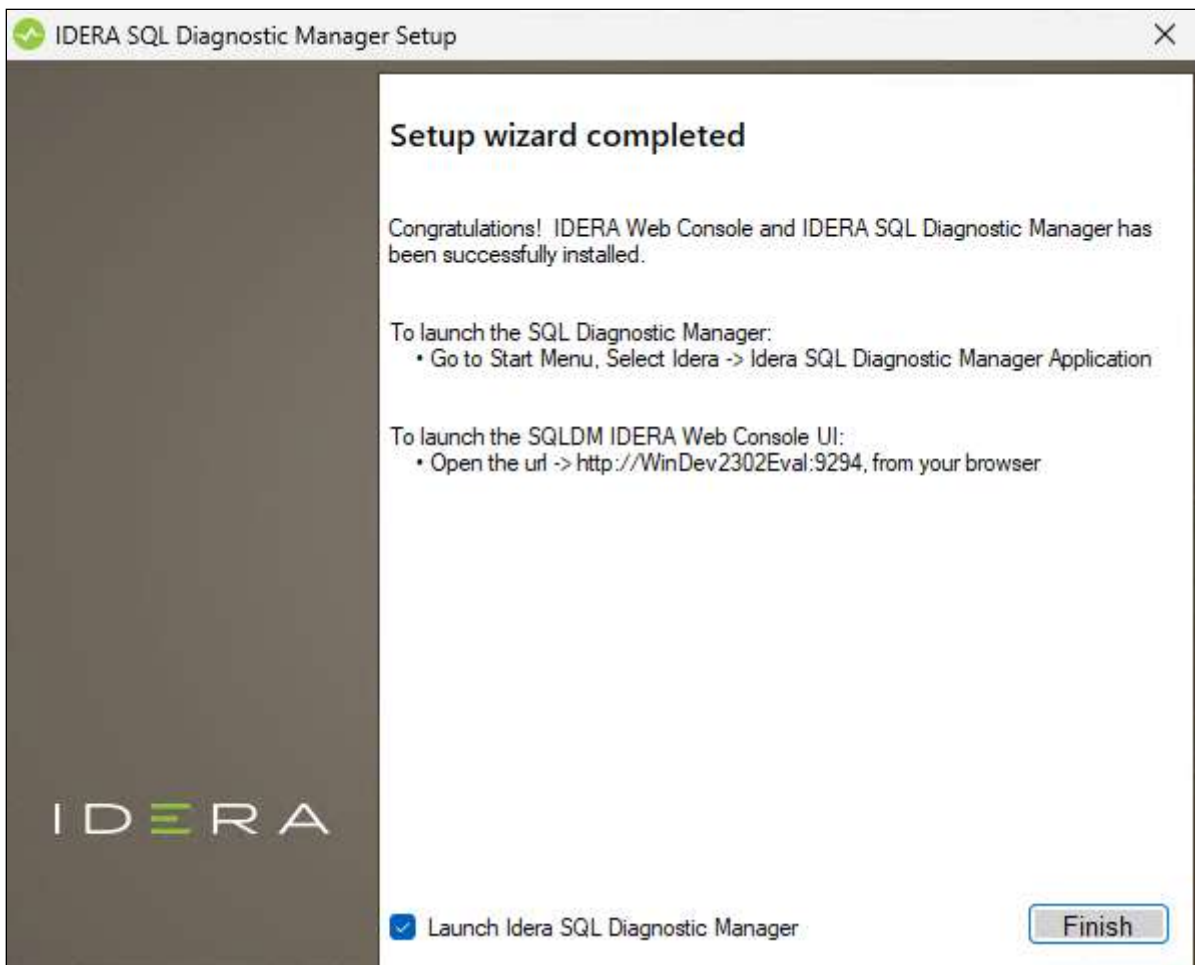 IDERA SQL Diagnostic Manager Setup
Setup wizard completed
Congratulations!  IDERA Web Console and IDERA SQL Diagnostic Manager has
been successfully installed.
To launch the SQL Diagnostic Manager:
• Go to Start Menu, Select Idera -> Idera SQL Diagnostic Manager Application
To launch the SQLDM IDERA Web Console UI:
• Open the url -> http://WinDev2302Eval:9294, from your browser
IDERA
Launch Idera SQL Diagnostic Manager
Finish